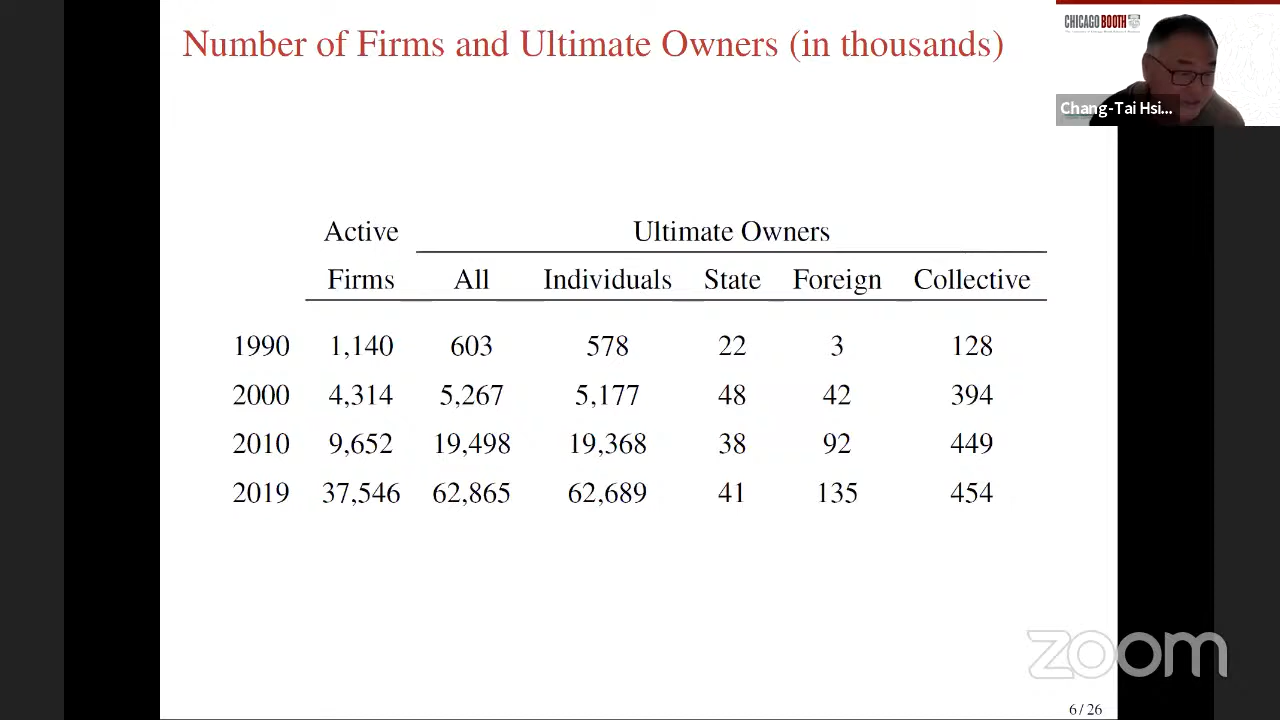 Number of Firms and Ultimate Owners (in thousands)
CHICAGO BOOTH
Chang-Tai Hsi...
Active Ultimate Owners
Firms All Individuals State Foreign Collective
1990 1,140 603 578 22 3 128
2000 4,314 5,267 5,177 48 42 394
2010 9,652 19,498 19,368 38 92 449
2019 37,546 62,865 62,689 41 135 454
zoom
6 / 26